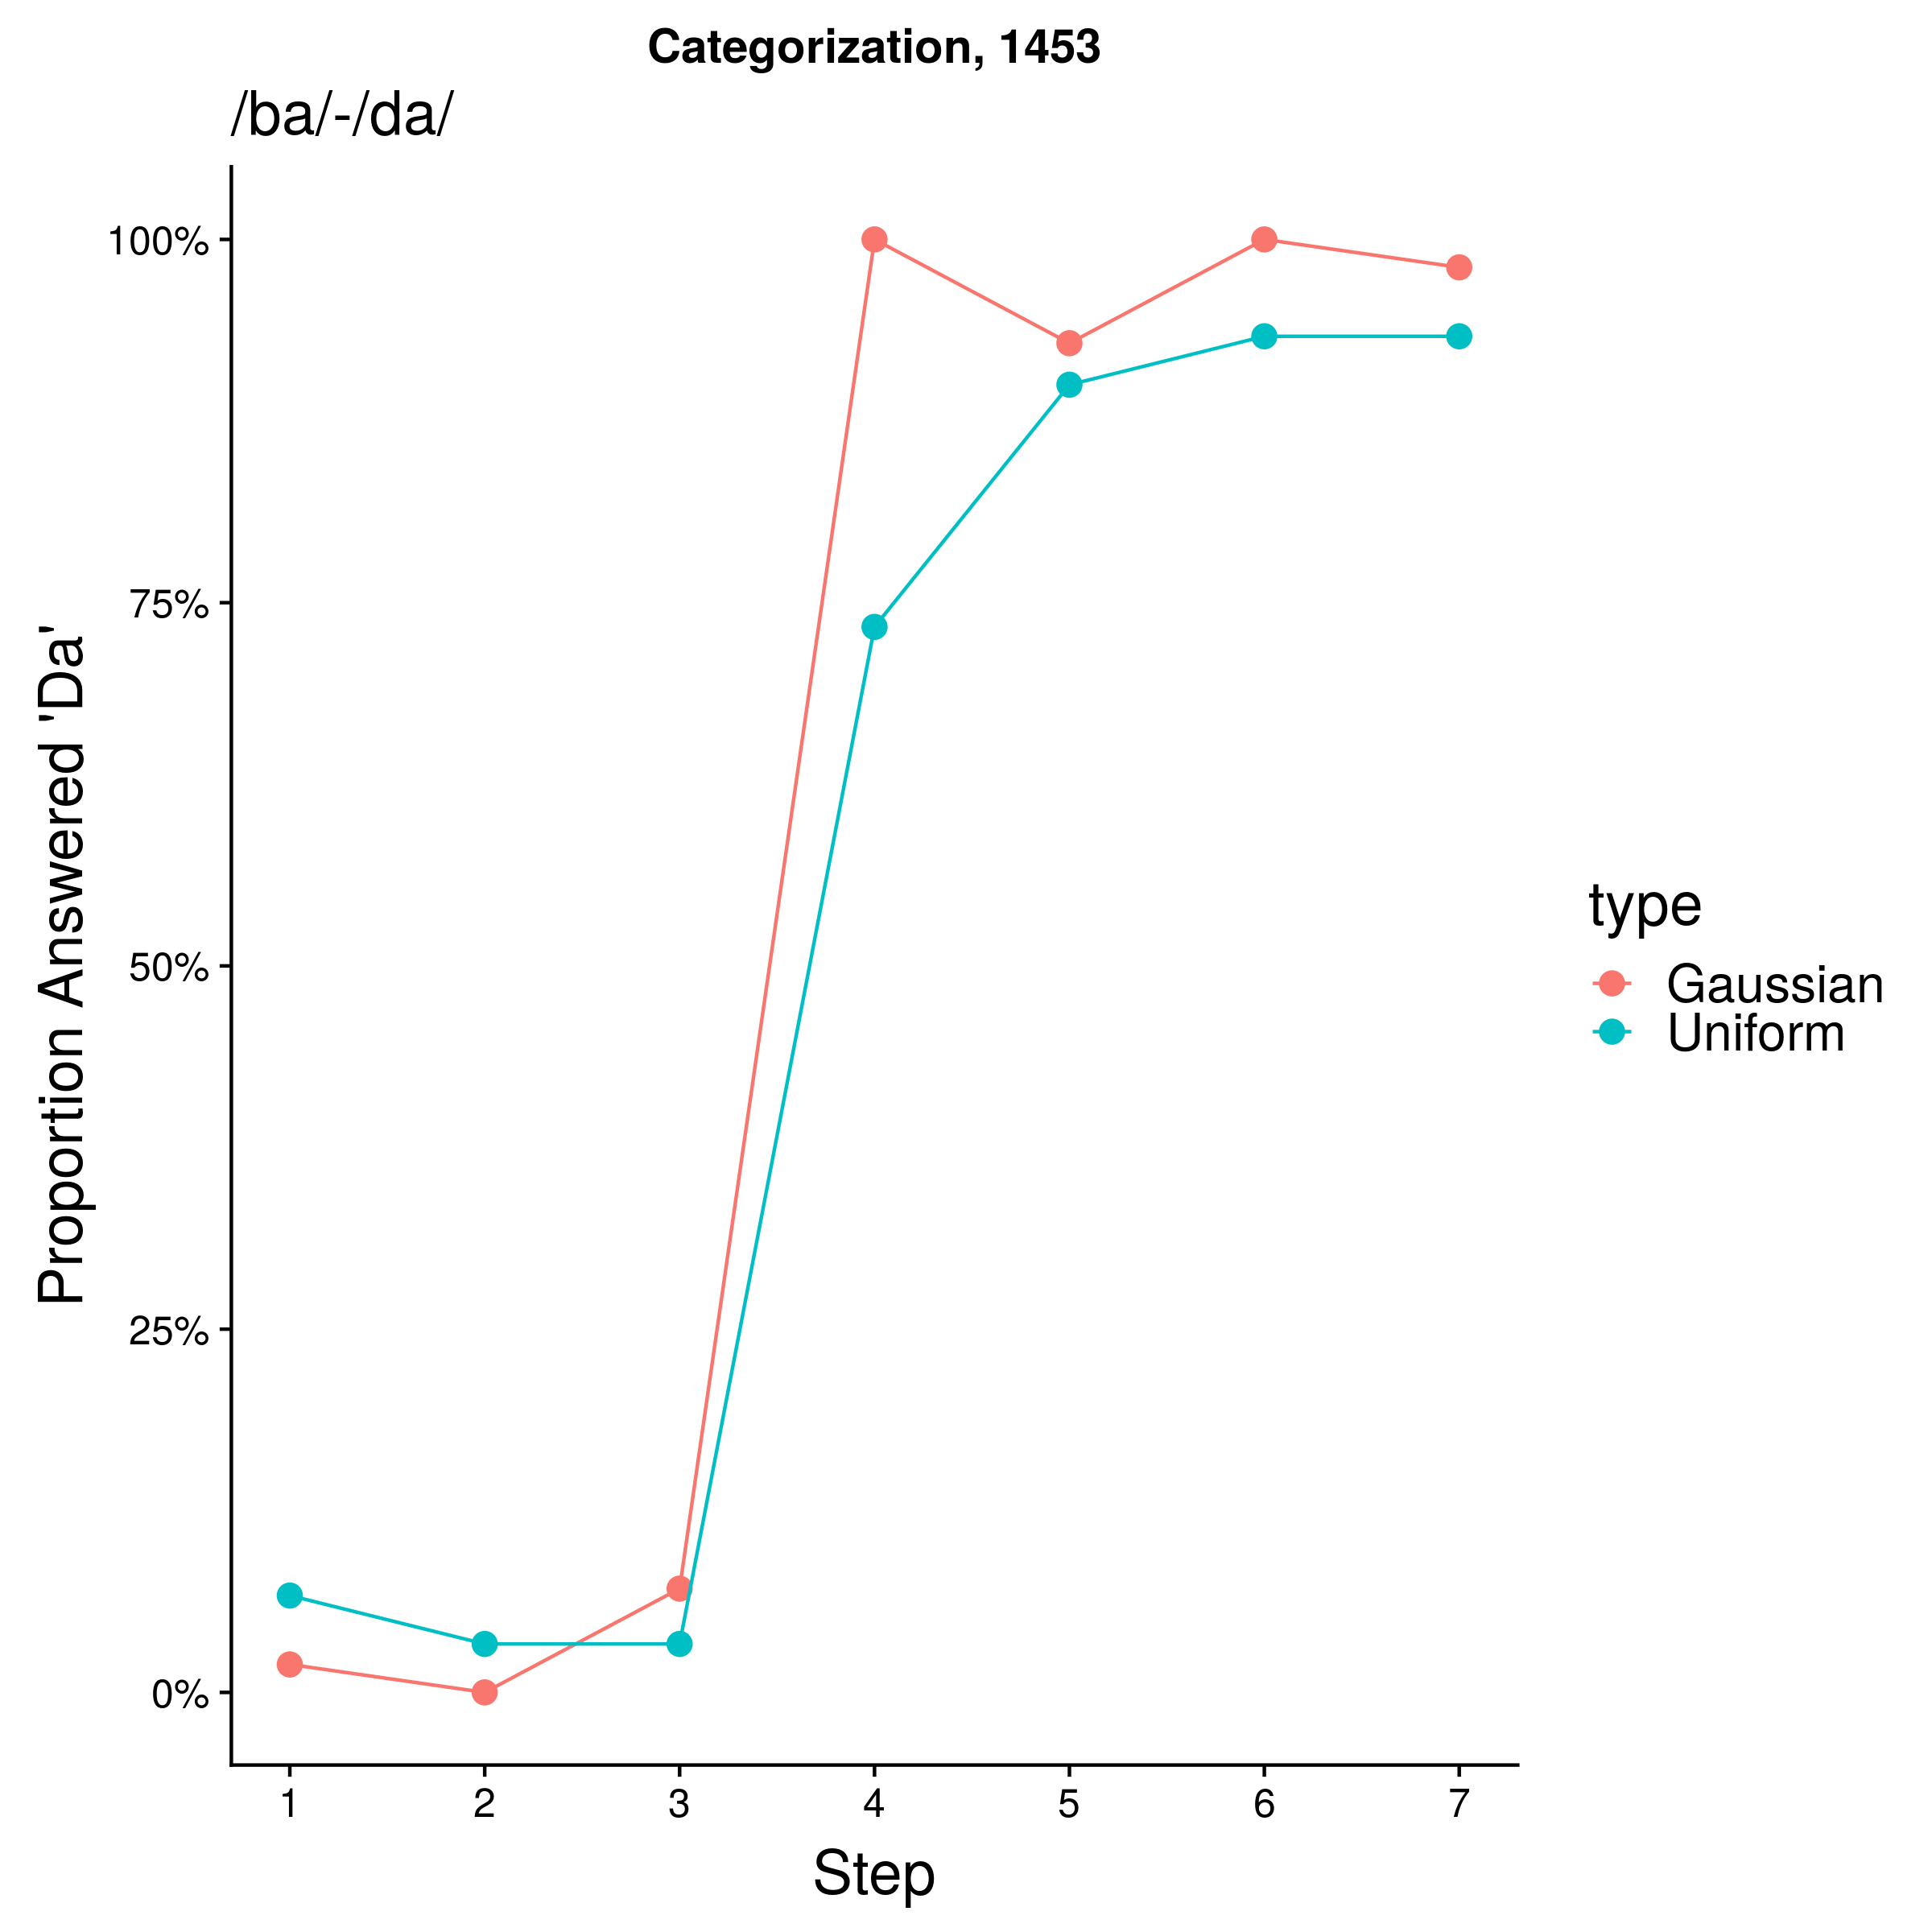 Categorization, 1453
/ba/-/da/
Proportion Answered 'Da'
100%
75%
50%
25%
0%
1 2 3 4 5 6 7
Step
type
Gaussian
Uniform